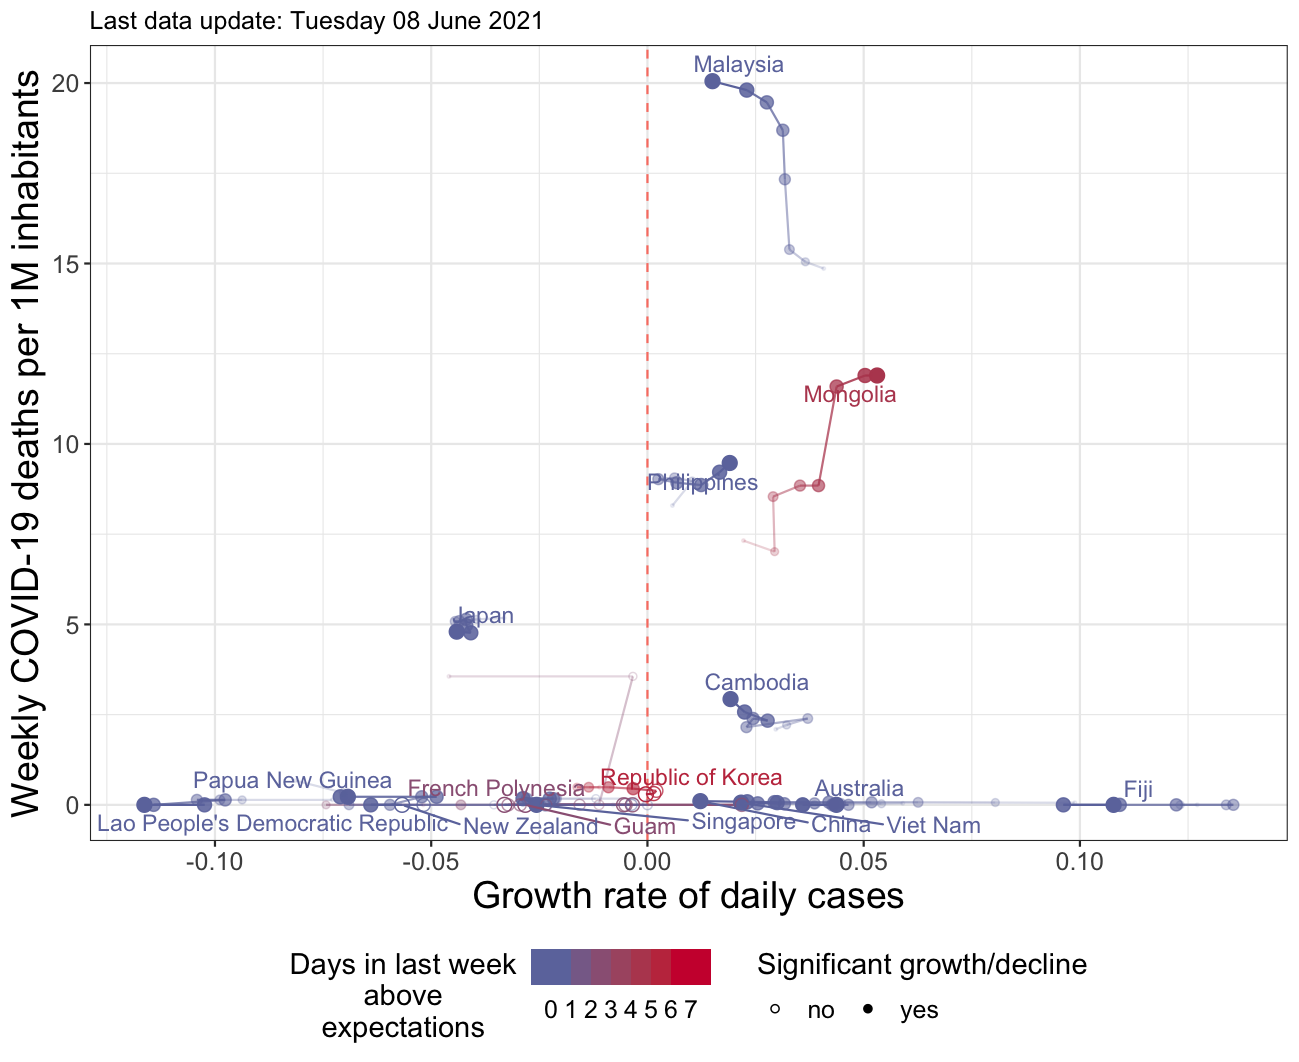 Last data update: Tuesday 08 June 2021
Weekly COVID-19 deaths per 1M inhabitants
20
15
10
5
0
Malaysia
Mongolia
Philippines
Japan
Cambodia
Papua New Guinea
French Polynesia
Republic of Korea
Australia
Fiji
Lao People's Democratic Republic
New Zealand
Guam
Singapore
China
Viet Nam
-0.10
-0.05
0.00
0.05
0.10
Growth rate of daily cases
Days in last week
above
expectations
0 1 2 3 4 5 6 7
Significant growth/decline
no
yes